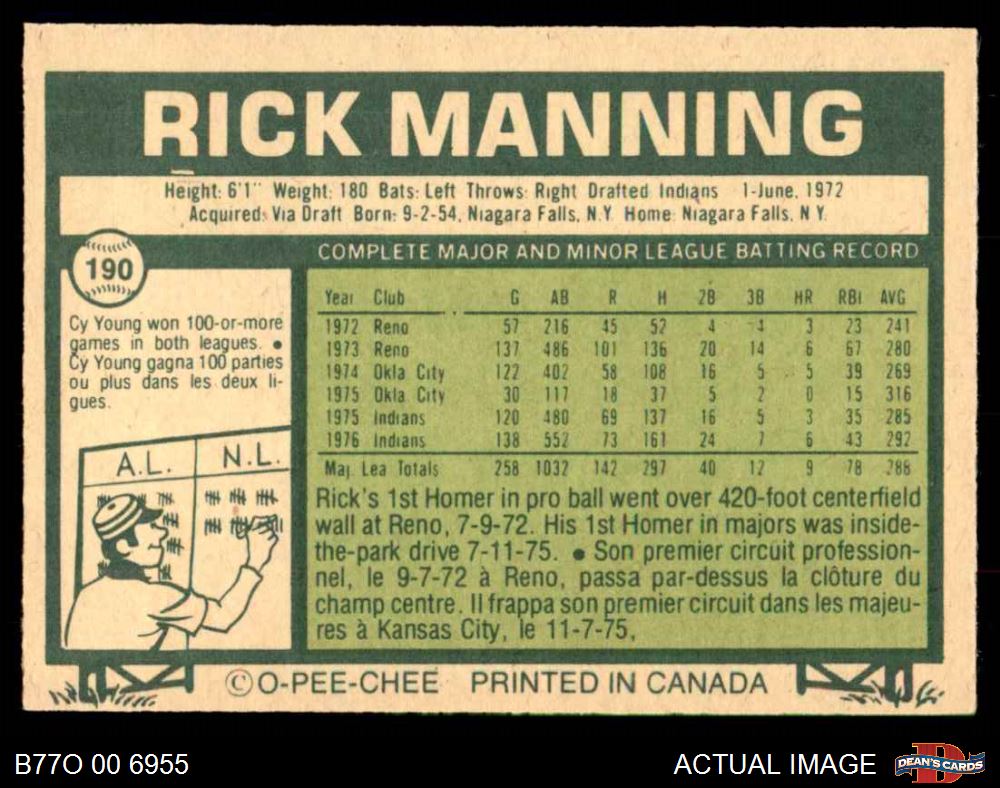 RICK MANNING
Height: 6'1" Weight: 180 Bats: Left Throws: Right Drafted Indians 1-June, 1972
Acquired: Via Draft Born: 9-2-54, Niagara Falls, N.Y. Home: Niagara Falls, N.Y.
190
COMPLETE MAJOR AND MINOR LEAGUE BATTING RECORD
Cy Young won 100-or-more
games in both leagues. •
Cy Young gagna 100 parties
ou plus dans les deux li-
gues.
A.L. N.L.
Year Club G AB R H 2B 3B HR RBI AVG
1972 Reno 57 216 45 52 4 4 3 23 241
1973 Reno 137 486 101 136 20 14 6 67 280
1974 Okla City 122 402 58 108 16 5 5 39 269
1975 Okla City 30 117 18 37 5 2 0 15 316
1975 Indians 120 480 69 137 16 5 3 35 285
1976 Indians 138 552 73 161 24 7 6 43 292
Maj. Lea Totals 258 1032 142 297 40 12 9 78 288
Rick's 1st Homer in pro ball went over 420-foot centerfield
wall at Reno, 7-9-72. His 1st Homer in majors was inside-
the-park drive 7-11-75. • Son premier circuit profession-
nel, le 9-7-72 à Reno, passa par-dessus la clôture du
champ centre. Il frappa son premier circuit dans les majeu-
res à Kansas City, le 11-7-75,
© O-PEE-CHEE PRINTED IN CANADA
B77O 00 6955
ACTUAL IMAGE
DEAN'S CARDS